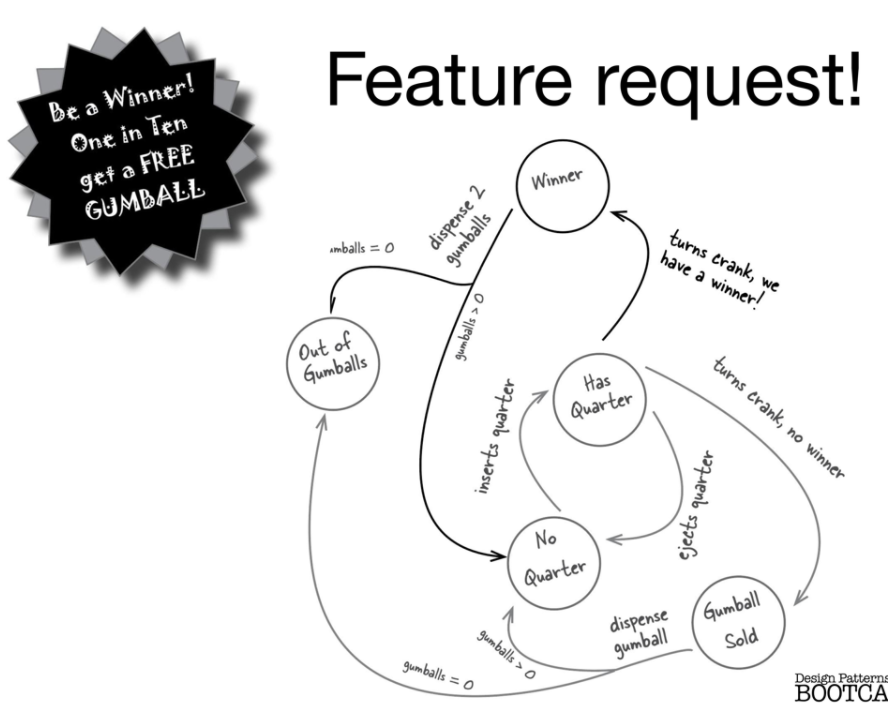 Feature request!
Be a Winner!
One in Ten
get a FREE
GUMBALL
Winner
dispense 2
gumballs
mballs = 0
gumballs > 0
turns crank, we
have a winner!
Out of
Gumballs
Has
Quarter
inserts quarter
turns crank, no winner
ejects quarter
No
Quarter
Gumball
Sold
dispense
gumball
gumballs > 0
gumballs = 0
Design Patterns
BOOTCA